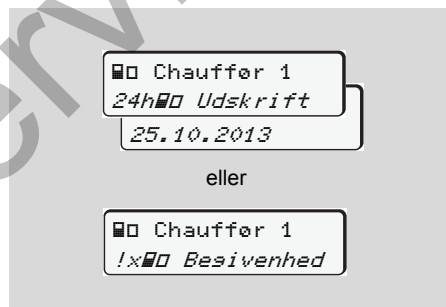 Chauffør 1
24h Udskrift
25.10.2013
eller
Chauffør 1
!x Begivenhed